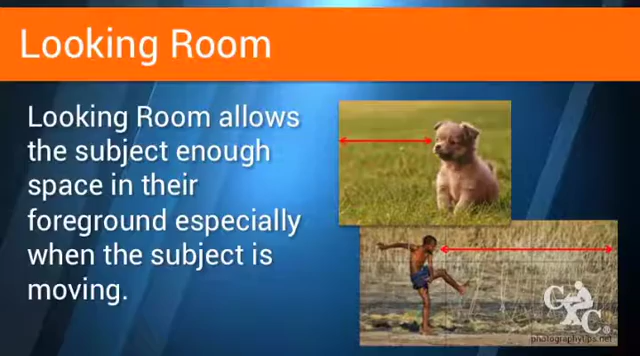 Looking Room
Looking Room allows
the subject enough
space in their
foreground especially
when the subject is
moving.
CXC®
photographytips.net